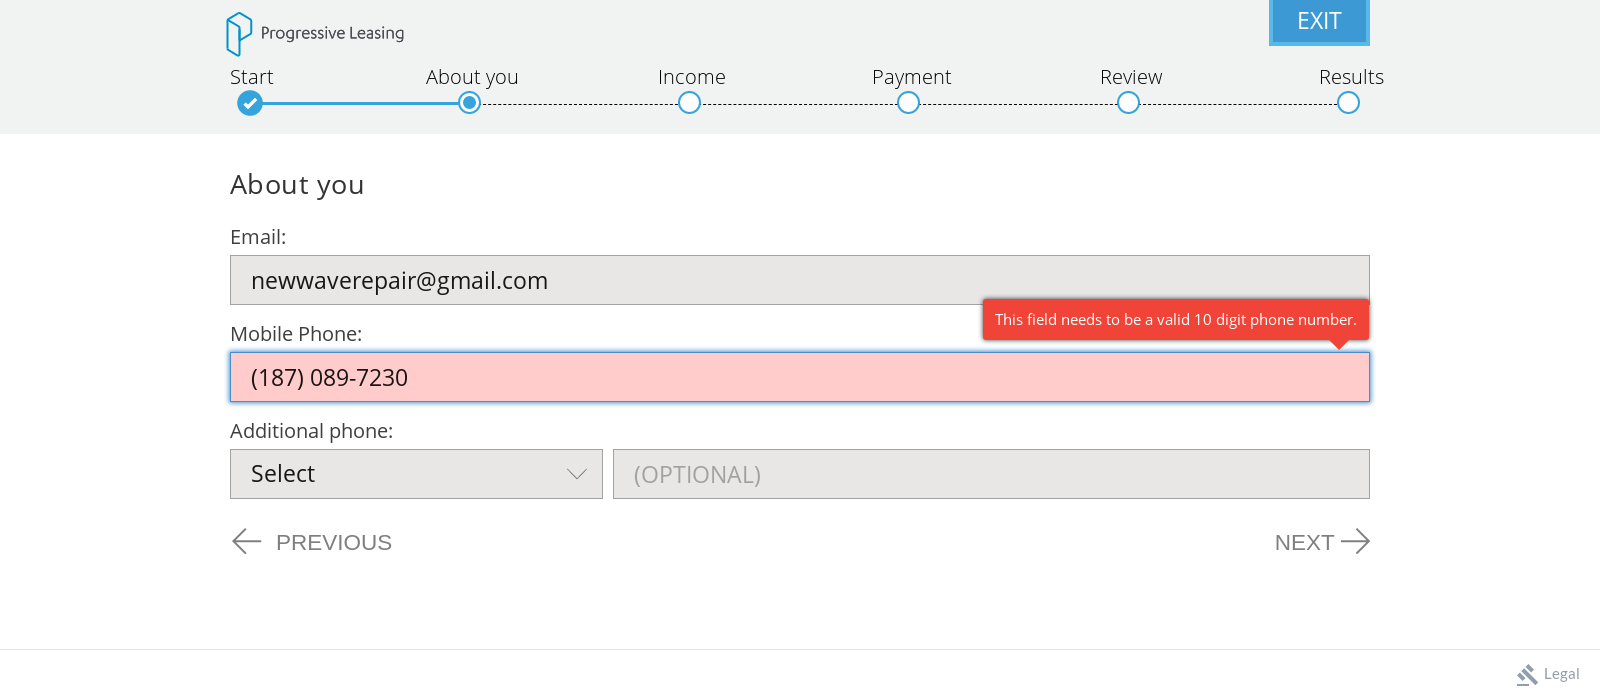 Progressive Leasing
EXIT
Start
About you
Income
Payment
Review
Results
About you
Email:
newwaverepair@gmail.com
This field needs to be a valid 10 digit phone number.
Mobile Phone:
(187) 089-7230
Additional phone:
Select
(OPTIONAL)
PREVIOUS
NEXT
Legal